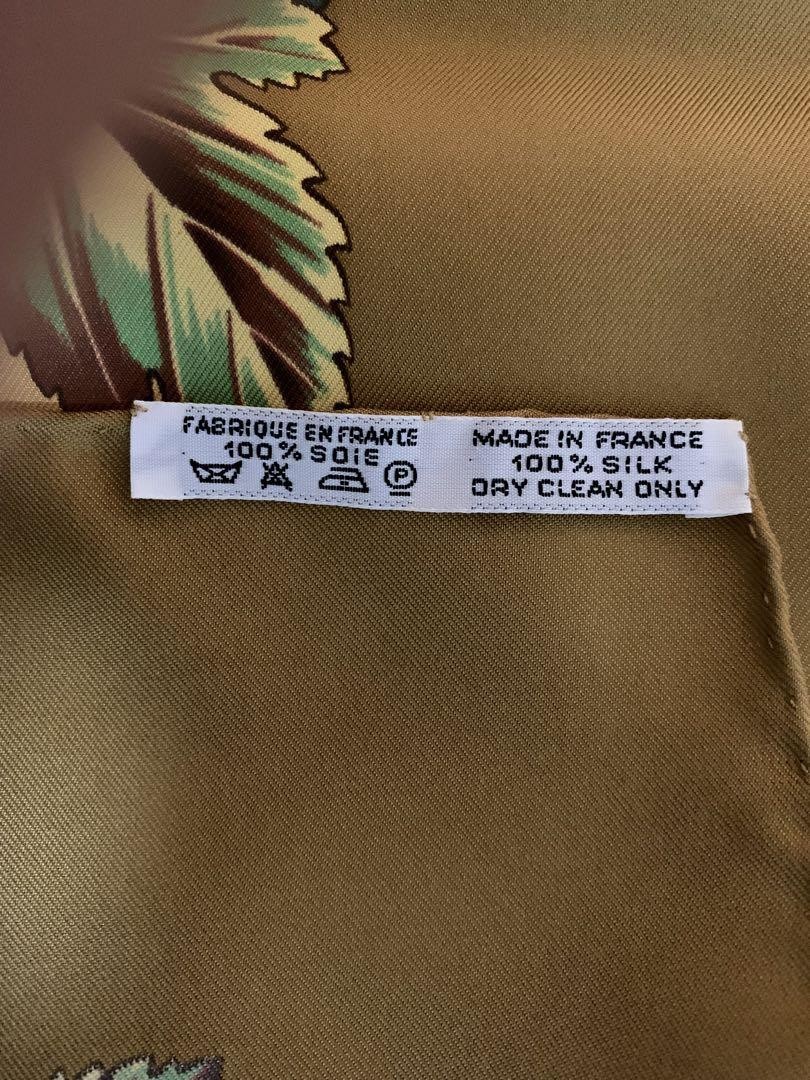 FABRIQUE EN FRANCE
100% SOIE
P
MADE IN FRANCE
100% SILK
DRY CLEAN ONLY